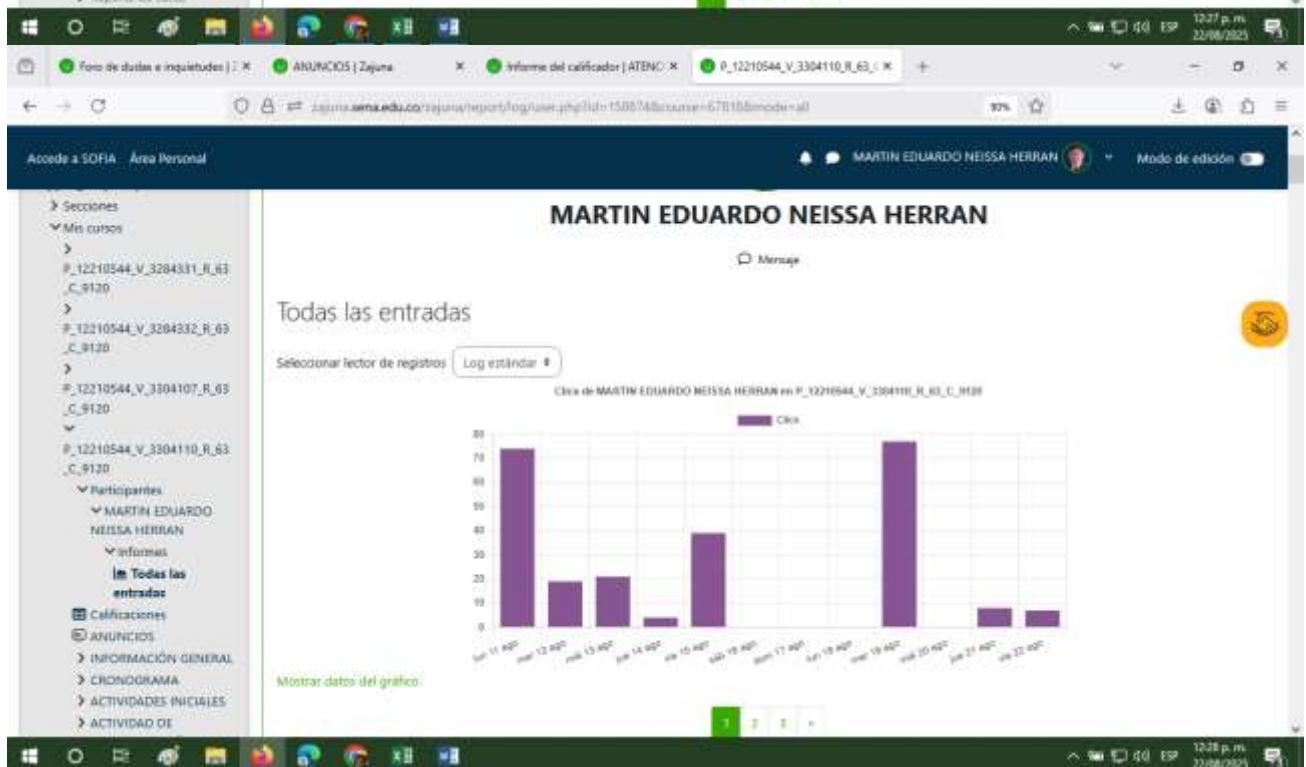 ESP
12:27 p. m.
22/08/2025
Foro de dudas e inquietudes | Z
ANUNCIOS | Zajuna
Informe del calificador | ATENC
P_12210544_V_3304110_R_63_C
90%
Accede a SOFIA Área Personal
MARTIN EDUARDO NEISSA HERRAN
Modo de edición
Secciones
Mis cursos
P_12210544_V_3284331_R_63
_C_9120
P_12210544_V_3284332_R_63
_C_9120
P_12210544_V_3304107_R_63
_C_9120
P_12210544_V_3304110_R_63
_C_9120
Participantes
MARTIN EDUARDO
NEISSA HERRAN
Informes
Todas las
entradas
Calificaciones
ANUNCIOS
INFORMACIÓN GENERAL
CRONOGRAMA
ACTIVIDADES INICIALES
ACTIVIDAD DE
MARTIN EDUARDO NEISSA HERRAN
Mensaje
Todas las entradas
Seleccionar lector de registros Log estándar
Clics de MARTIN EDUARDO NEISSA HERRAN en P_12210544_V_3304110_R_63_C_9120
Clics
80
70
60
50
40
30
20
10
0
lun 11 ago mar 12 ago mié 13 ago jue 14 ago vie 15 ago sáb 16 ago dom 17 ago lun 18 ago mar 19 ago mié 20 ago jue 21 ago vie 22 ago
Mostrar datos del gráfico
1 2 3 »
ESP
12:28 p. m.
22/08/2025